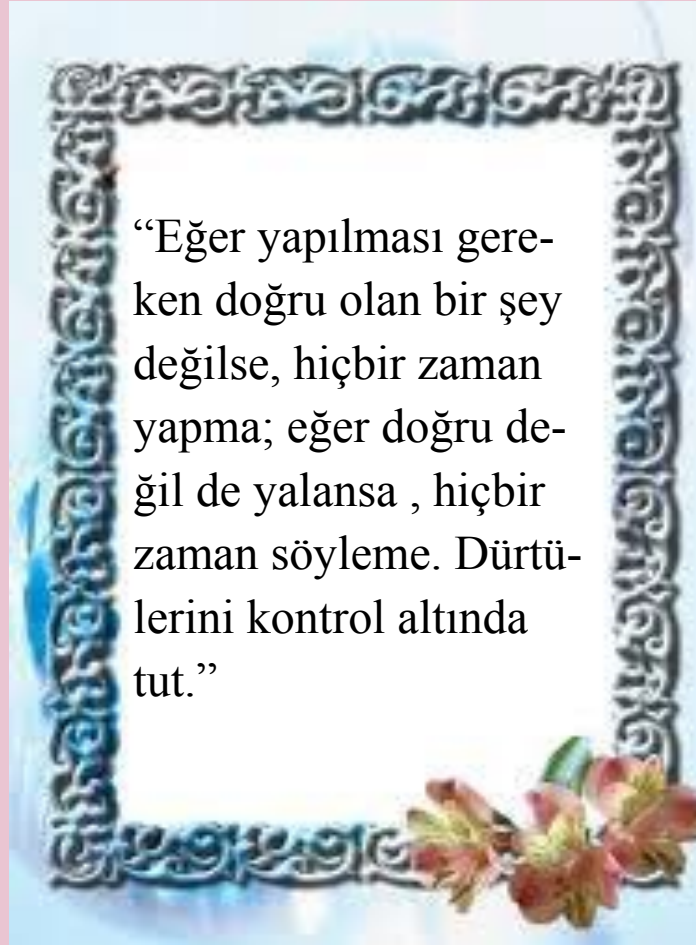 “Eğer yapılması gere-
ken doğru olan bir şey
değilse, hiçbir zaman
yapma; eğer doğru de-
ğil de yalansa , hiçbir
zaman söyleme. Dürtü-
lerini kontrol altında
tut.”